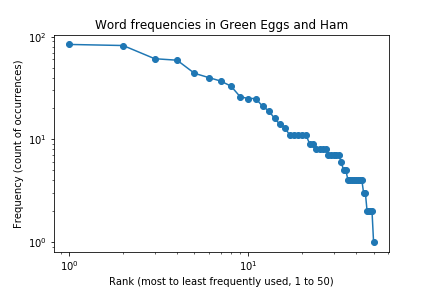 Word frequencies in Green Eggs and Ham
Frequency (count of occurrences)
10²
10¹
10⁰
10⁰ 10¹
Rank (most to least frequently used, 1 to 50)